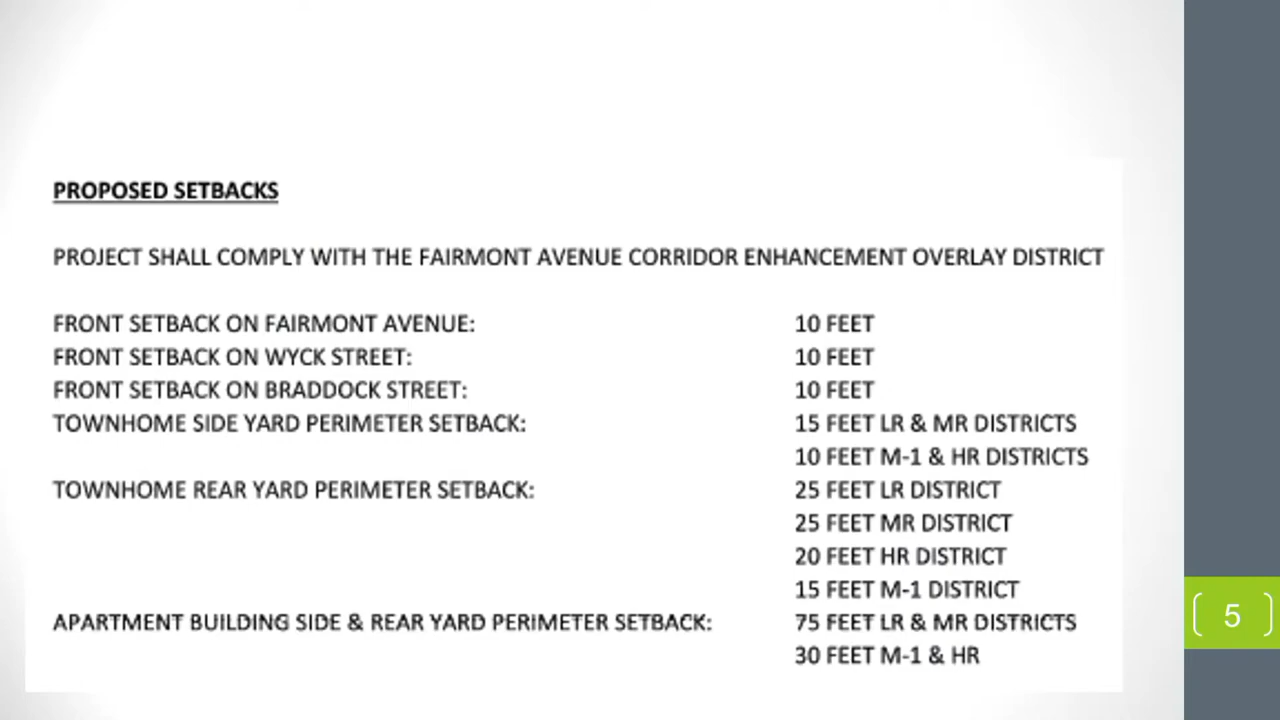 PROPOSED SETBACKS
PROJECT SHALL COMPLY WITH THE FAIRMONT AVENUE CORRIDOR ENHANCEMENT OVERLAY DISTRICT
FRONT SETBACK ON FAIRMONT AVENUE: 10 FEET
FRONT SETBACK ON WYCK STREET: 10 FEET
FRONT SETBACK ON BRADDOCK STREET: 10 FEET
TOWNHOME SIDE YARD PERIMETER SETBACK: 15 FEET LR & MR DISTRICTS
10 FEET M-1 & HR DISTRICTS
TOWNHOME REAR YARD PERIMETER SETBACK: 25 FEET LR DISTRICT
25 FEET MR DISTRICT
20 FEET HR DISTRICT
15 FEET M-1 DISTRICT
APARTMENT BUILDING SIDE & REAR YARD PERIMETER SETBACK: 75 FEET LR & MR DISTRICTS
30 FEET M-1 & HR
5